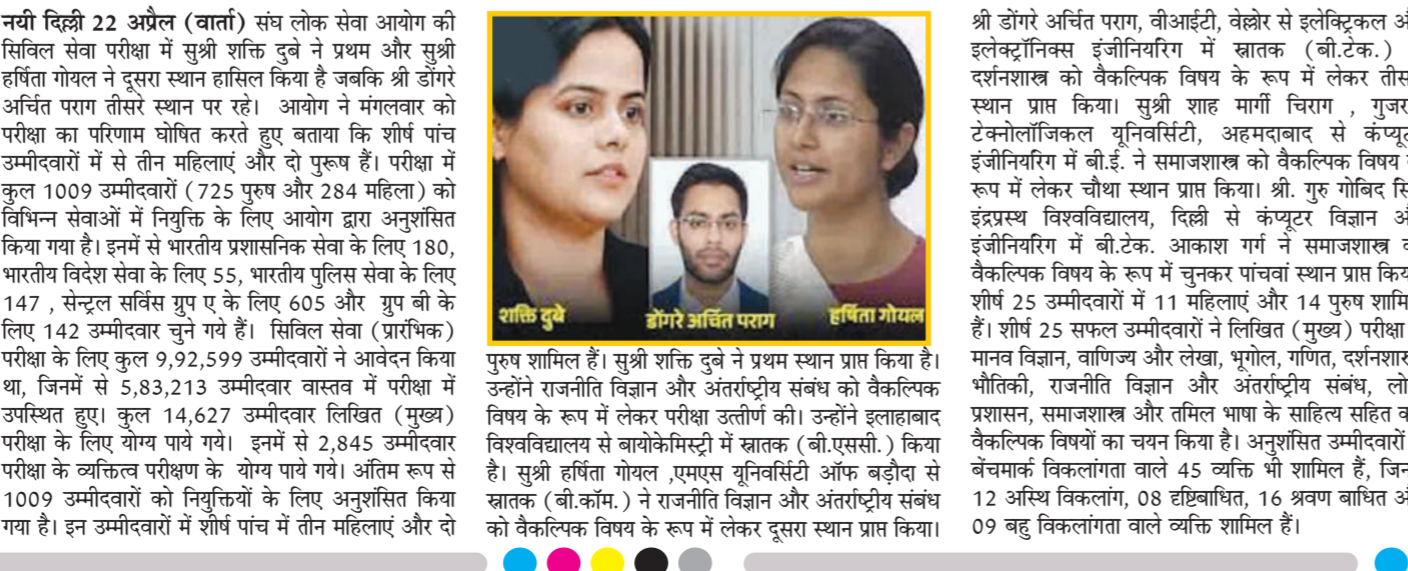 नयी दिल्ली 22 अप्रैल (वार्ता) संघ लोक सेवा आयोग की
सिविल सेवा परीक्षा में सुश्री शक्ति दुबे ने प्रथम और सुश्री
हर्षिता गोयल ने दूसरा स्थान हासिल किया है जबकि श्री डोंगरे
अर्चित पराग तीसरे स्थान पर रहे। आयोग ने मंगलवार को
परीक्षा का परिणाम घोषित करते हुए बताया कि शीर्ष पांच
उम्मीदवारों में से तीन महिलाएं और दो पुरूष हैं। परीक्षा में
कुल 1009 उम्मीदवारों (725 पुरुष और 284 महिला) को
विभिन्न सेवाओं में नियुक्ति के लिए आयोग द्वारा अनुशंसित
किया गया है। इनमें से भारतीय प्रशासनिक सेवा के लिए 180,
भारतीय विदेश सेवा के लिए 55, भारतीय पुलिस सेवा के लिए
147 , सेन्ट्रल सर्विस ग्रुप ए के लिए 605 और ग्रुप बी के
लिए 142 उम्मीदवार चुने गये हैं। सिविल सेवा (प्रारंभिक)
परीक्षा के लिए कुल 9,92,599 उम्मीदवारों ने आवेदन किया
था, जिनमें से 5,83,213 उम्मीदवार वास्तव में परीक्षा में
उपस्थित हुए। कुल 14,627 उम्मीदवार लिखित (मुख्य)
परीक्षा के लिए योग्य पाये गये। इनमें से 2,845 उम्मीदवार
परीक्षा के व्यक्तित्व परीक्षण के योग्य पाये गये। अंतिम रूप से
1009 उम्मीदवारों को नियुक्तियों के लिए अनुशंसित किया
गया है। इन उम्मीदवारों में शीर्ष पांच में तीन महिलाएं और दो
शक्ति दुबे
डोंगरे अर्चित पराग
हर्षिता गोयल
पुरुष शामिल हैं। सुश्री शक्ति दुबे ने प्रथम स्थान प्राप्त किया है।
उन्होंने राजनीति विज्ञान और अंतर्राष्ट्रीय संबंध को वैकल्पिक
विषय के रूप में लेकर परीक्षा उत्तीर्ण की। उन्होंने इलाहाबाद
विश्वविद्यालय से बायोकेमिस्ट्री में स्नातक (बी.एससी.) किया
है। सुश्री हर्षिता गोयल ,एमएस यूनिवर्सिटी ऑफ बड़ौदा से
स्नातक (बी.कॉम.) ने राजनीति विज्ञान और अंतर्राष्ट्रीय संबंध
को वैकल्पिक विषय के रूप में लेकर दूसरा स्थान प्राप्त किया।
श्री डोंगरे अर्चित पराग, वीआईटी, वेल्लोर से इलेक्ट्रिकल
इलेक्ट्रॉनिक्स इंजीनियरिंग में स्नातक (बी.टेक.)
दर्शनशास्त्र को वैकल्पिक विषय के रूप में लेकर
स्थान प्राप्त किया। सुश्री शाह मार्गी चिराग ,
टेक्नोलॉजिकल यूनिवर्सिटी, अहमदाबाद से
इंजीनियरिंग में बी.ई. ने समाजशास्त्र को वैकल्पिक विषय
रूप में लेकर चौथा स्थान प्राप्त किया। श्री. गुरु गोबिंद
इंद्रप्रस्थ विश्वविद्यालय, दिल्ली से कंप्यूटर विज्ञान
इंजीनियरिंग में बी.टेक. आकाश गर्ग ने समाजशास्त्र
वैकल्पिक विषय के रूप में चुनकर पांचवां स्थान प्राप्त
शीर्ष 25 उम्मीदवारों में 11 महिलाएं और 14 पुरुष
हैं। शीर्ष 25 सफल उम्मीदवारों ने लिखित (मुख्य) परीक्षा
मानव विज्ञान, वाणिज्य और लेखा, भूगोल, गणित,
भौतिकी, राजनीति विज्ञान और अंतर्राष्ट्रीय संबंध,
प्रशासन, समाजशास्त्र और तमिल भाषा के साहित्य सहित
वैकल्पिक विषयों का चयन किया है। अनुशंसित उम्मीदवारों
बेंचमार्क विकलांगता वाले 45 व्यक्ति भी शामिल हैं,
12 अस्थि विकलांग, 08 दृष्टिबाधित, 16 श्रवण बाधित
09 बहु विकलांगता वाले व्यक्ति शामिल हैं।